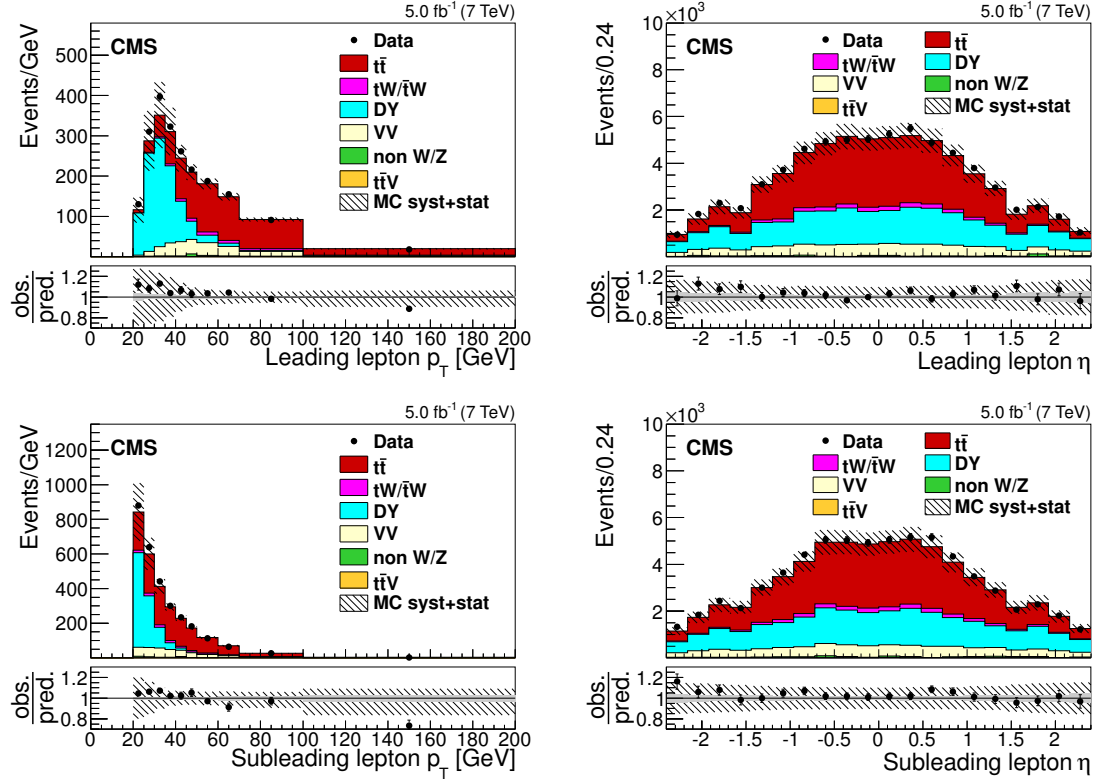 5.0 fb⁻¹ (7 TeV)
CMS
Events/GeV
500
400
300
200
100
Data
tt̄
tW/t̄W
DY
VV
non W/Z
tt̄V
MC syst+stat
obs.
pred.
1.2
1
0.8
0 20 40 60 80 100 120 140 160 180 200
Leading lepton p_T [GeV]
5.0 fb⁻¹ (7 TeV)
×10³
CMS
Events/0.24
10
8
6
4
2
Data
tt̄
tW/t̄W
DY
VV
non W/Z
tt̄V
MC syst+stat
obs.
pred.
1.2
1
0.8
-2 -1.5 -1 -0.5 0 0.5 1 1.5 2
Leading lepton η
5.0 fb⁻¹ (7 TeV)
CMS
Events/GeV
1200
1000
800
600
400
200
Data
tt̄
tW/t̄W
DY
VV
non W/Z
tt̄V
MC syst+stat
obs.
pred.
1.2
1
0.8
0 20 40 60 80 100 120 140 160 180 200
Subleading lepton p_T [GeV]
5.0 fb⁻¹ (7 TeV)
×10³
CMS
Events/0.24
10
8
6
4
2
Data
tt̄
tW/t̄W
DY
VV
non W/Z
tt̄V
MC syst+stat
obs.
pred.
1.2
1
0.8
-2 -1.5 -1 -0.5 0 0.5 1 1.5 2
Subleading lepton η